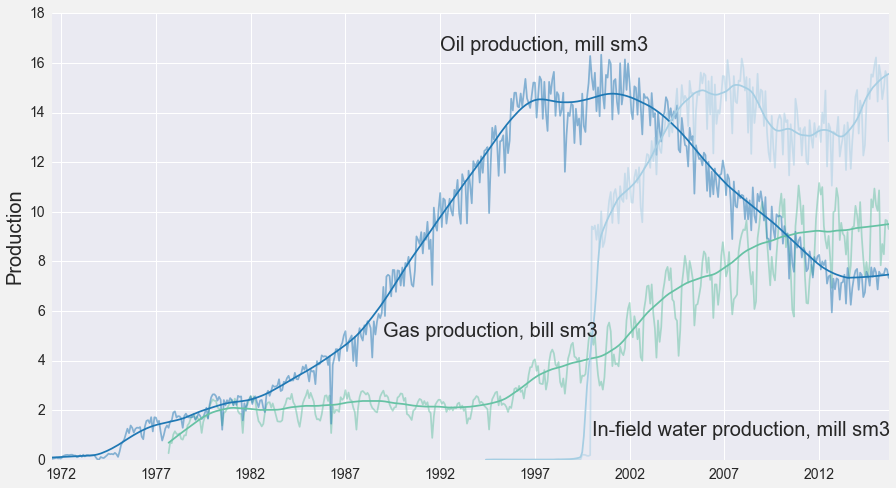 18
16
14
12
10
8
6
4
2
0
Production
Oil production, mill sm3
Gas production, bill sm3
In-field water production, mill sm3
1972 1977 1982 1987 1992 1997 2002 2007 2012